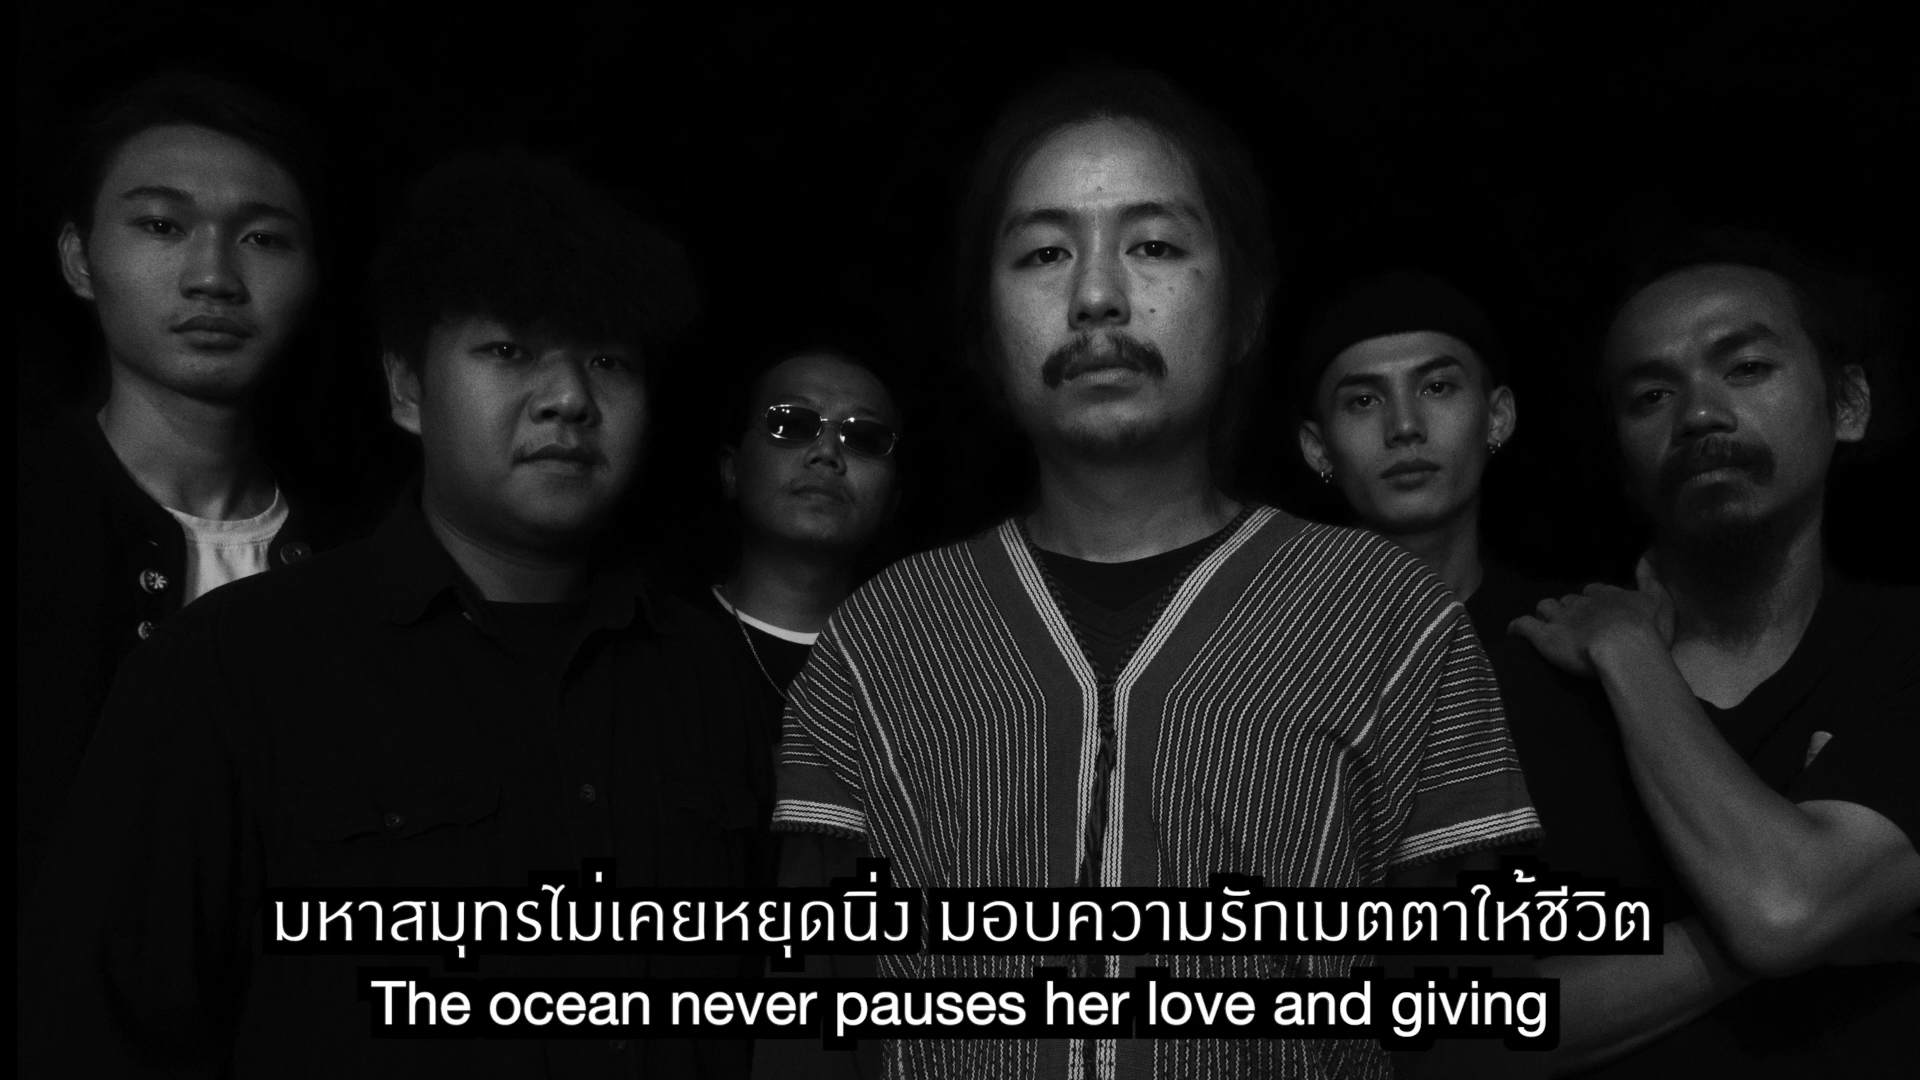 มหาสมุทรไม่เคยหยุดนิ่ง มอบความรักเมตตาให้ชีวิต
The ocean never pauses her love and giving